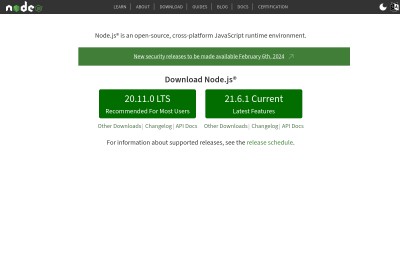 node
LEARN | ABOUT | DOWNLOAD | GUIDES | BLOG | DOCS | CERTIFICATION
Node.js® is an open-source, cross-platform JavaScript runtime environment.
New security releases to be made available February 6th, 2024
Download Node.js®
20.11.0 LTS
Recommended For Most Users
21.6.1 Current
Latest Features
Other Downloads | Changelog | API Docs
Other Downloads | Changelog | API Docs
For information about supported releases, see the release schedule.